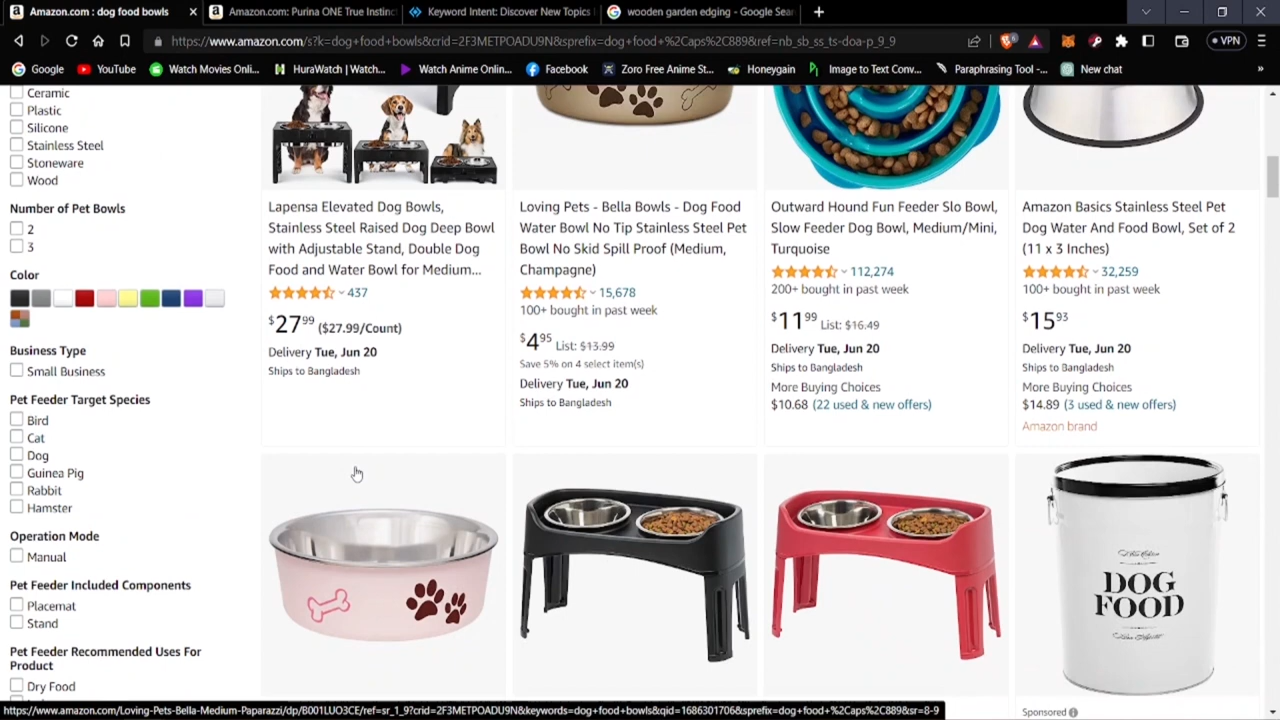 Amazon.com : dog food bowls
Amazon.com: Purina ONE True Instinct
Keyword Intent: Discover New Topics
wooden garden edging - Google Sear
https://www.amazon.com/s?k=dog+food+bowls&crid=2F3METPOADU9N&sprefix=dog+food+%2Caps%2C889&ref=nb_sb_ss_ts-doa-p_9_9
VPN
Google
YouTube
Watch Movies Onli...
HuraWatch | Watch...
Watch Anime Onlin...
Facebook
Zoro Free Anime St...
Honeygain
Image to Text Conv...
Paraphrasing Tool -...
New chat
Ceramic
Plastic
Silicone
Stainless Steel
Stoneware
Wood
Number of Pet Bowls
2
3
Color
Business Type
Small Business
Pet Feeder Target Species
Bird
Cat
Dog
Guinea Pig
Rabbit
Hamster
Operation Mode
Manual
Pet Feeder Included Components
Placemat
Stand
Pet Feeder Recommended Uses For
Product
Dry Food
Lapensa Elevated Dog Bowls,
Stainless Steel Raised Dog Deep Bowl
with Adjustable Stand, Double Dog
Food and Water Bowl for Medium...
437
$27.99 ($27.99/Count)
Delivery Tue, Jun 20
Ships to Bangladesh
Loving Pets - Bella Bowls - Dog Food
Water Bowl No Tip Stainless Steel Pet
Bowl No Skid Spill Proof (Medium,
Champagne)
15,678
100+ bought in past week
$4.95 List: $13.99
Save 5% on 4 select item(s)
Delivery Tue, Jun 20
Ships to Bangladesh
Outward Hound Fun Feeder Slo Bowl,
Slow Feeder Dog Bowl, Medium/Mini,
Turquoise
112,274
200+ bought in past week
$11.99 List: $16.49
Delivery Tue, Jun 20
Ships to Bangladesh
More Buying Choices
$10.68 (22 used & new offers)
Amazon Basics Stainless Steel Pet
Dog Water And Food Bowl, Set of 2
(11 x 3 Inches)
32,259
100+ bought in past week
$15.93
Delivery Tue, Jun 20
Ships to Bangladesh
More Buying Choices
$14.89 (3 used & new offers)
Amazon brand
DOG
FOOD
Sponsored
https://www.amazon.com/Loving-Pets-Bella-Medium-Paparazzi/dp/B001LUO3CE/ref=sr_1_9?crid=2F3METPOADU9N&keywords=dog+food+bowls&qid=1686301706&sprefix=dog+food+%2Caps%2C889&sr=8-9